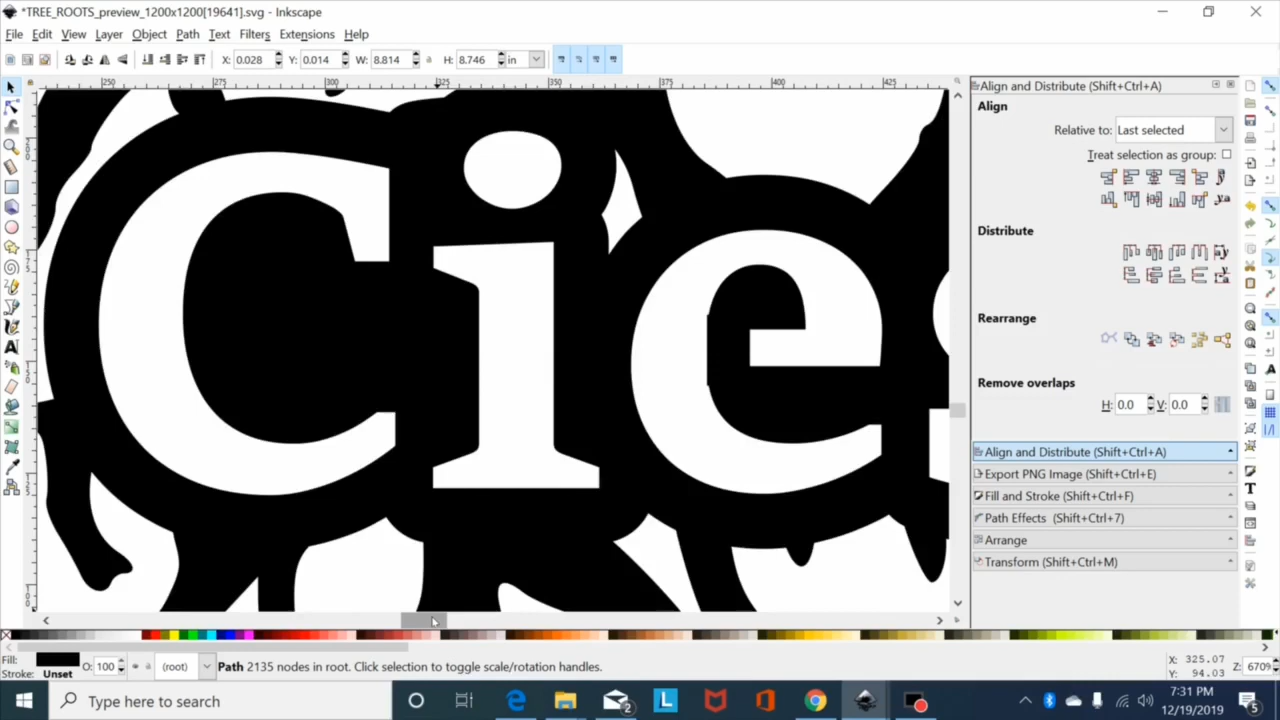 *TREE_ROOTS_preview_1200x1200[19641].svg - Inkscape
File Edit View Layer Object Path Text Filters Extensions Help
X: 0.028 Y: 0.014 W: 8.814 H: 8.746 in
250 275 300 325 350 375 400 425
Align and Distribute (Shift+Ctrl+A)
Align
Relative to: Last selected
Treat selection as group:
Distribute
Rearrange
Remove overlaps
H: 0.0 V: 0.0
Align and Distribute (Shift+Ctrl+A)
Export PNG Image (Shift+Ctrl+E)
Fill and Stroke (Shift+Ctrl+F)
Path Effects (Shift+Ctrl+7)
Arrange
Transform (Shift+Ctrl+M)
Cie
Fill:
Stroke: Unset
O: 100
(root)
Path 2135 nodes in root. Click selection to toggle scale/rotation handles.
X: 325.07
Y: 94.03
Z: 6709
Type here to search
2
7:31 PM
12/19/2019
5